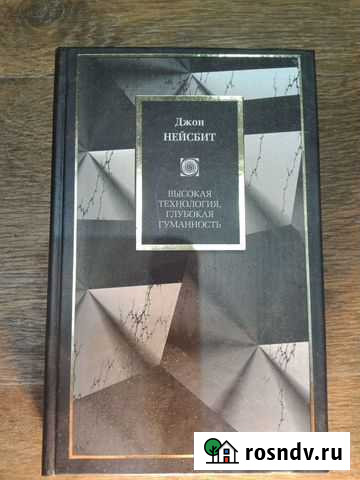 Джон
НЕЙСБИТ
ВЫСОКАЯ
ТЕХНОЛОГИЯ,
ГЛУБОКАЯ
ГУМАННОСТЬ
rosndv.ru